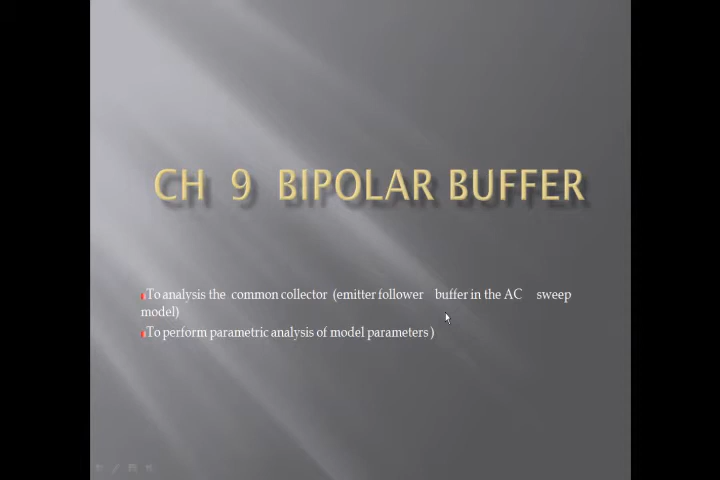 CH 9 BIPOLAR BUFFER
To analysis the common collector (emitter follower buffer in the AC sweep
model)
To perform parametric analysis of model parameters )